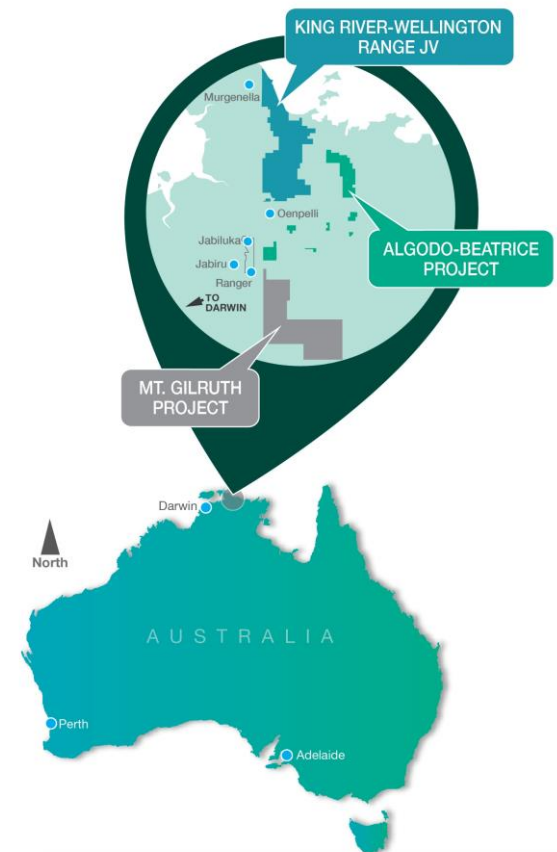 KING RIVER-WELLINGTON
RANGE JV
Murgenella
Oenpelli
ALGODO-BEATRICE
PROJECT
Jabiluka
Jabiru
Ranger
TO
DARWIN
MT. GILRUTH
PROJECT
Darwin
North
AUSTRALIA
Perth
Adelaide